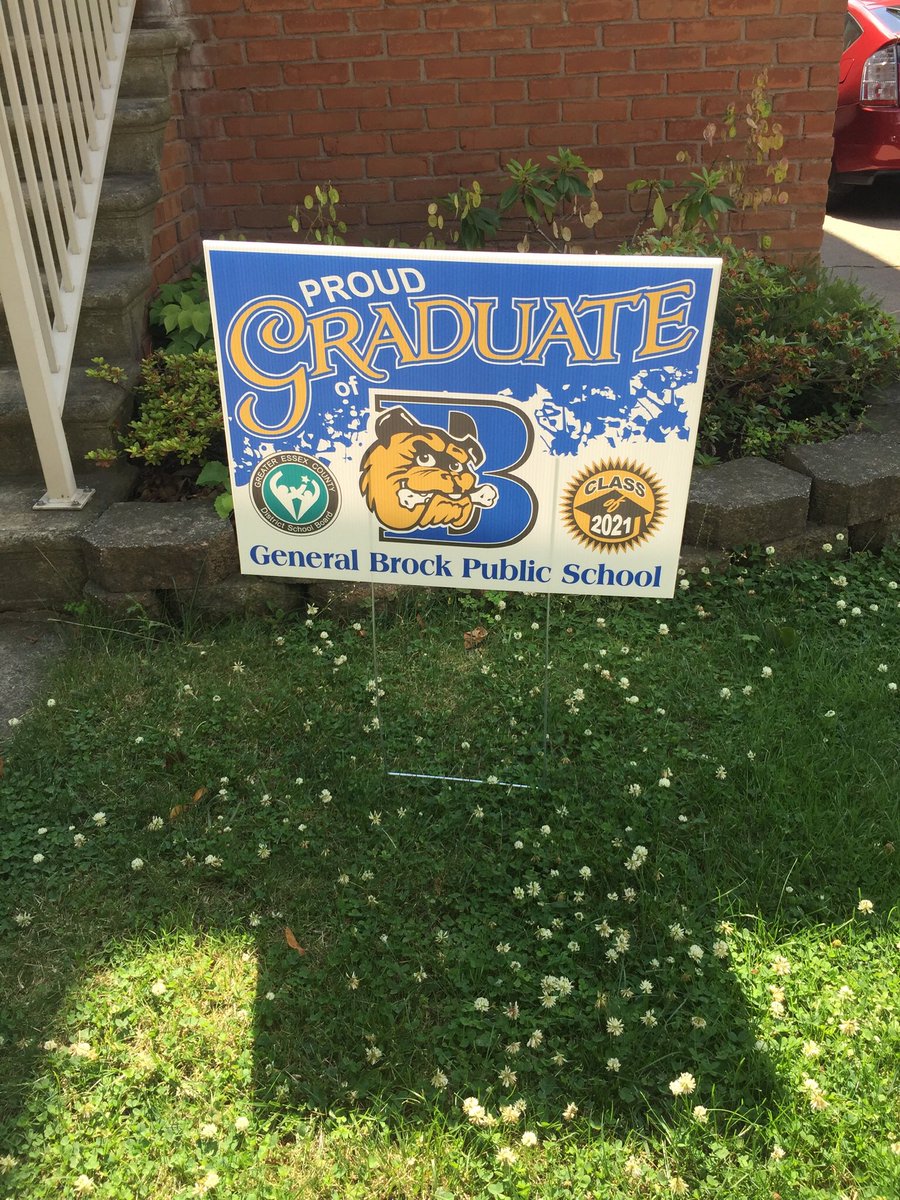 PROUD
GRADUATE
of
B
GREATER ESSEX COUNTY
District School Board
CLASS
of
2021
General Brock Public School